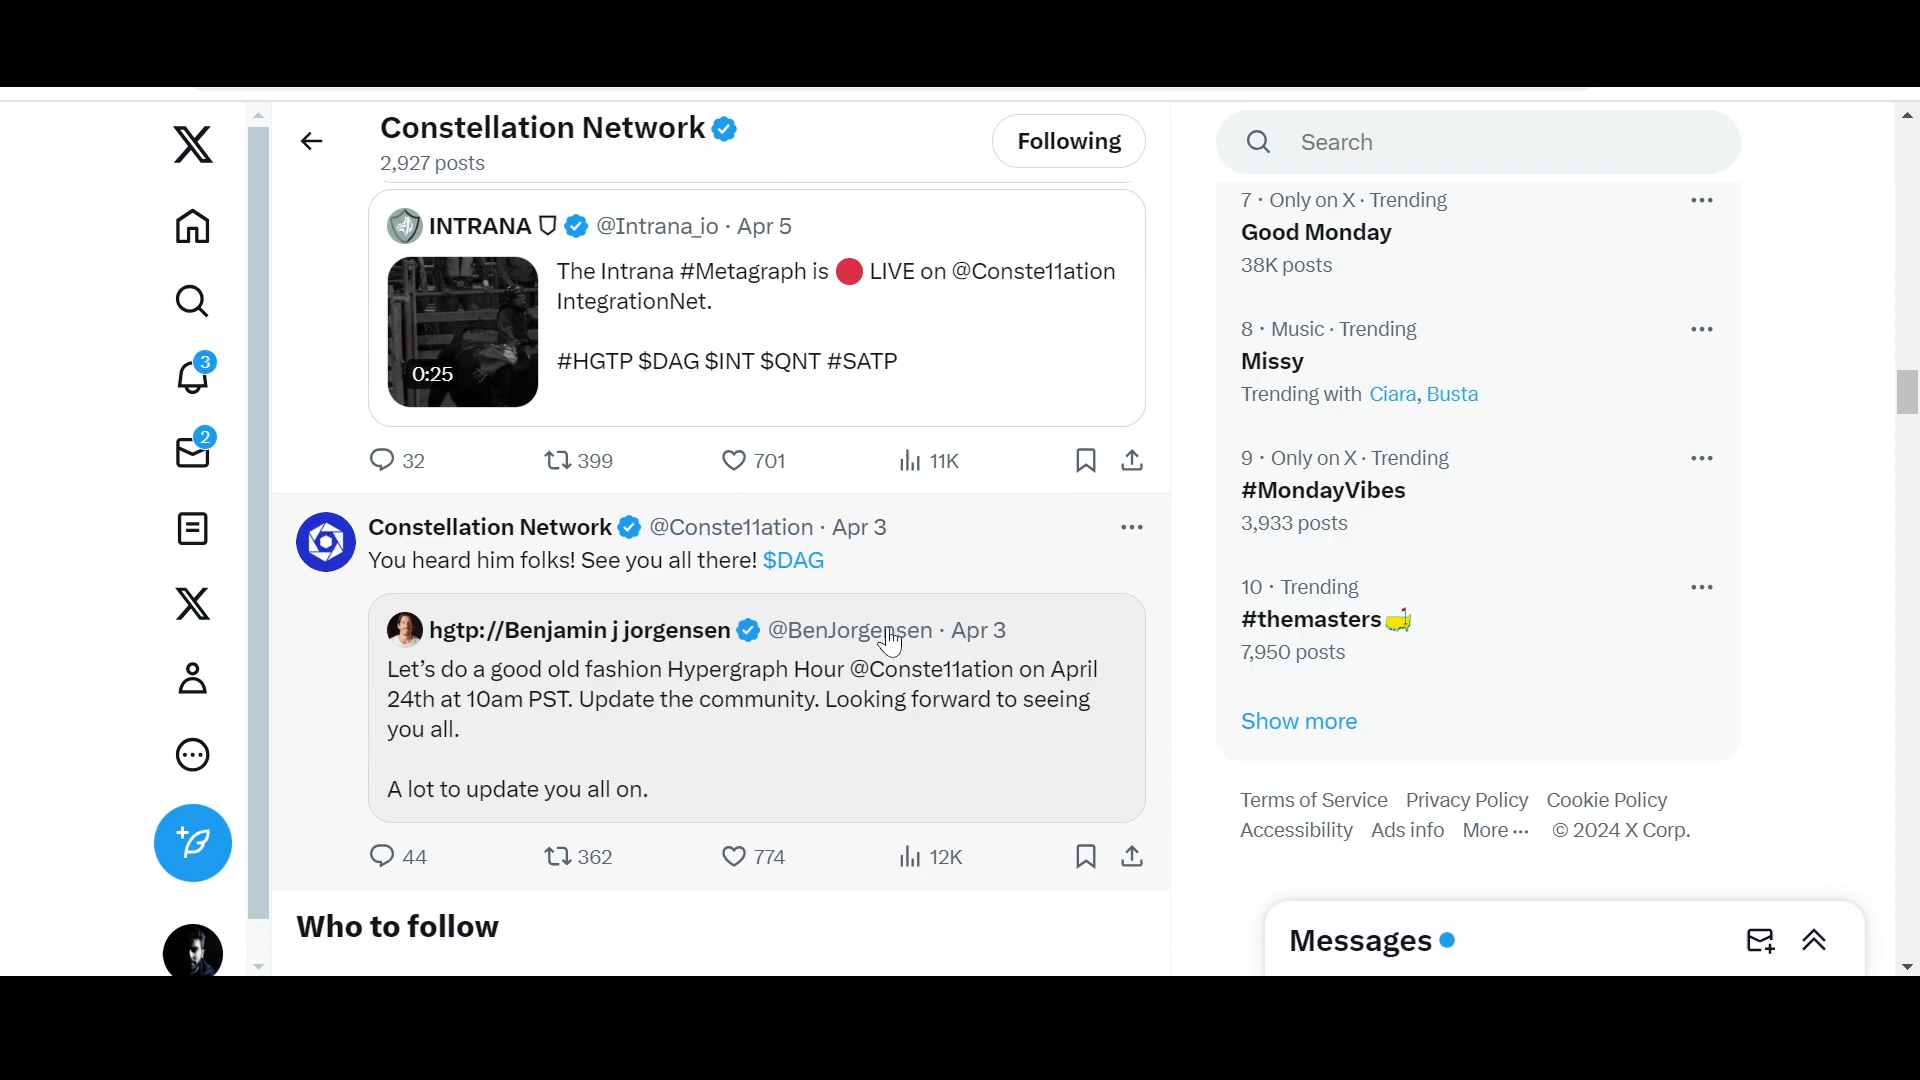 Constellation Network
2,927 posts
Following
INTRANA @Intrana_io · Apr 5
The Intrana #Metagraph is 🔴 LIVE on @Conste11ation
IntegrationNet.
#HGTP $DAG $INT $QNT #SATP
0:25
32 399 701 11K
Constellation Network @Conste11ation · Apr 3
You heard him folks! See you all there! $DAG
hgtp://Benjamin j jorgensen @BenJorgensen · Apr 3
Let’s do a good old fashion Hypergraph Hour @Conste11ation on April
24th at 10am PST. Update the community. Looking forward to seeing
you all.
A lot to update you all on.
44 362 774 12K
Who to follow
3
2
Search
7 · Only on X · Trending
Good Monday
38K posts
8 · Music · Trending
Missy
Trending with Ciara, Busta
9 · Only on X · Trending
#MondayVibes
3,933 posts
10 · Trending
#themasters
7,950 posts
Show more
Terms of Service Privacy Policy Cookie Policy
Accessibility Ads info More ··· © 2024 X Corp.
Messages